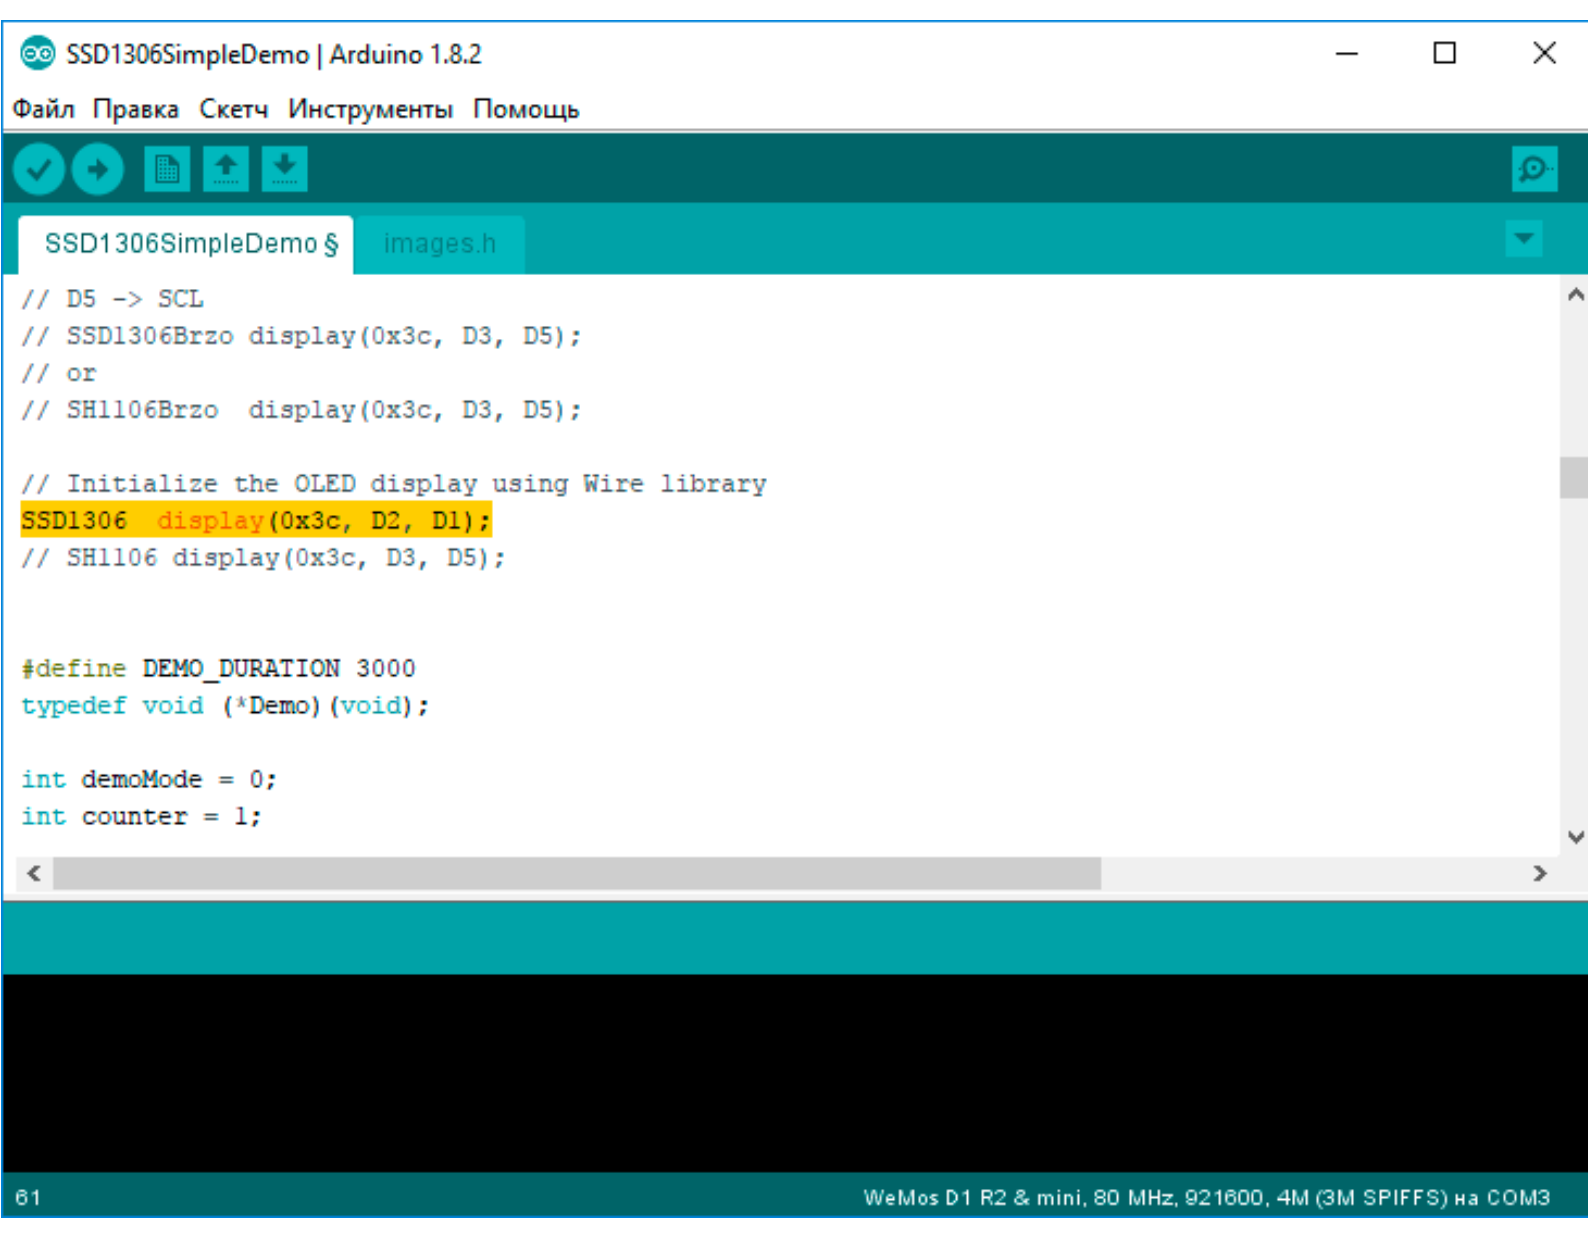 SSD1306SimpleDemo | Arduino 1.8.2
Файл Правка Скетч Инструменты Помощь
SSD1306SimpleDemo § images.h
// D5 -> SCL
// SSD1306Brzo display(0x3c, D3, D5);
// or
// SH1106Brzo  display(0x3c, D3, D5);
// Initialize the OLED display using Wire library
SSD1306  display(0x3c, D2, D1);
// SH1106 display(0x3c, D3, D5);
#define DEMO_DURATION 3000
typedef void (*Demo)(void);
int demoMode = 0;
int counter = 1;
61 WeMos D1 R2 & mini, 80 MHz, 921600, 4M (3M SPIFFS) на COM3